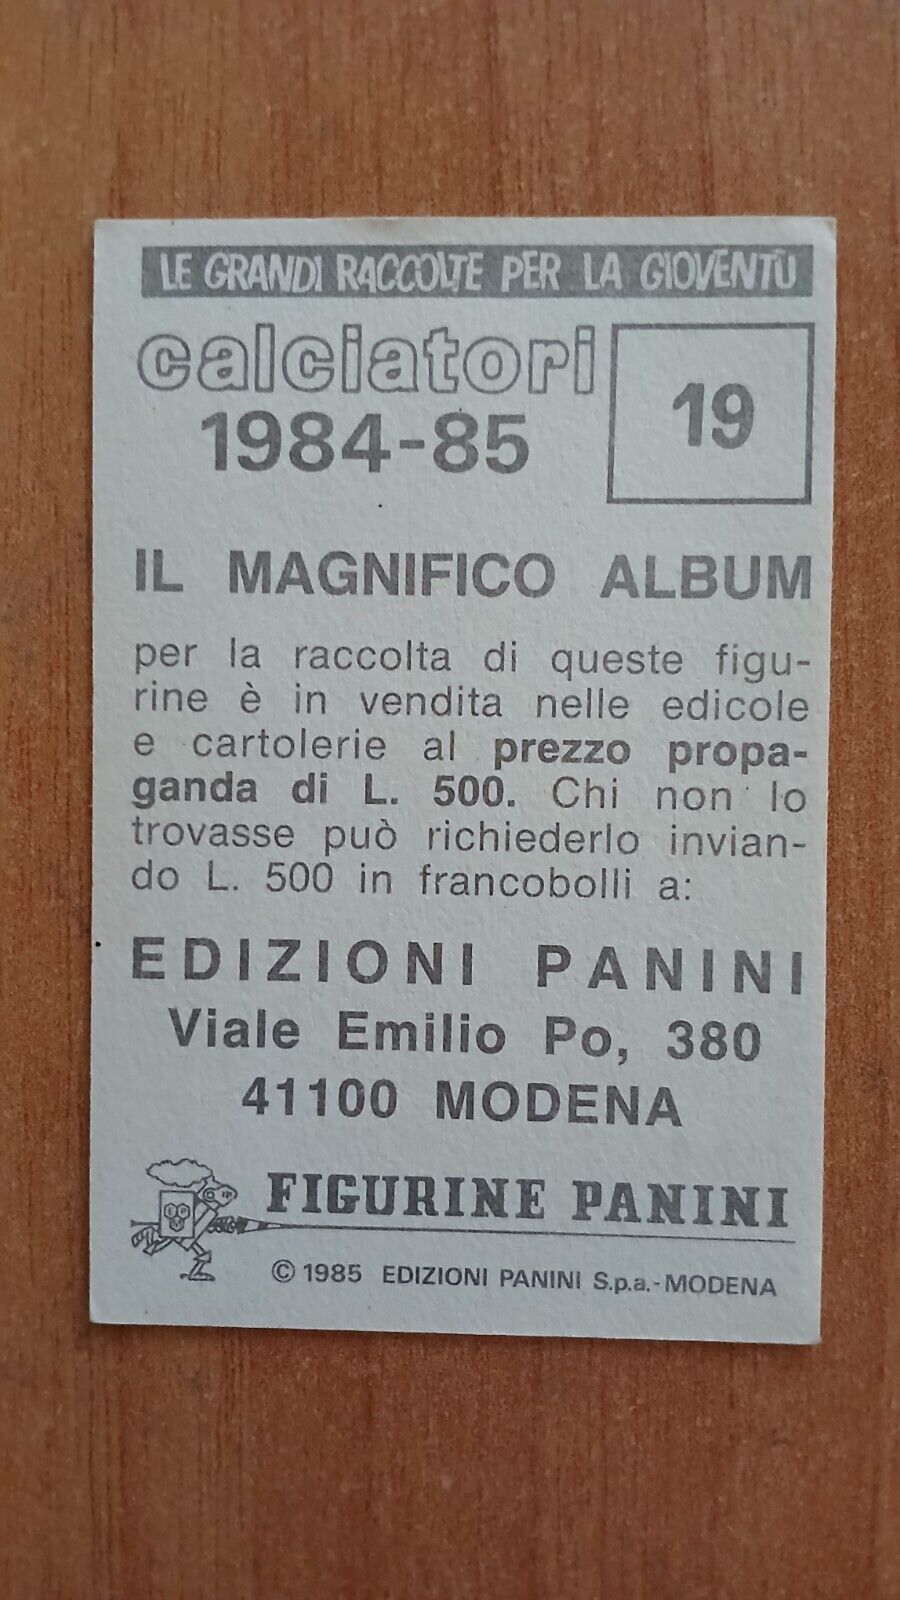 LE GRANDI RACCOLTE PER LA GIOVENTÙ
calciatori
1984-85
19
IL MAGNIFICO ALBUM
per la raccolta di queste figu-
rine è in vendita nelle edicole
e cartolerie al prezzo propa-
ganda di L. 500. Chi non lo
trovasse può richiederlo invian-
do L. 500 in francobolli a:
EDIZIONI PANINI
Viale Emilio Po, 380
41100 MODENA
FIGURINE PANINI
© 1985 EDIZIONI PANINI S.p.a.-MODENA